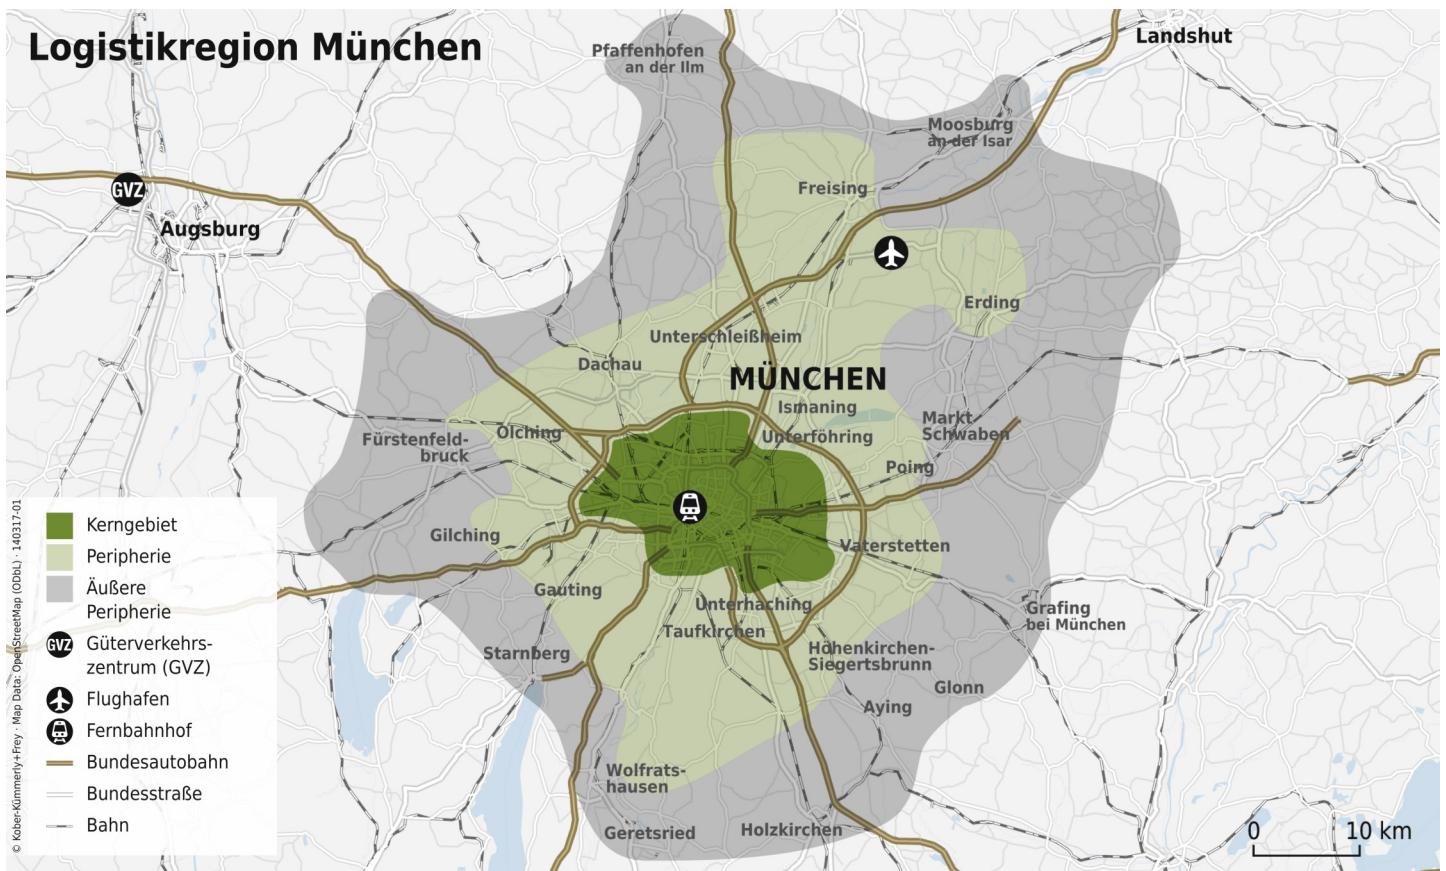 Logistikregion München
Pfaffenhofen
an der Ilm
Landshut
Moosburg
an der Isar
GVZ
Freising
Augsburg
Erding
Unterschleißheim
Dachau
MÜNCHEN
Ismaning
Markt
Schwaben
Olching
Unterföhring
Fürstenfeld-
bruck
Poing
Gilching
Vaterstetten
Gauting
Unterhaching
Grafing
bei München
Taufkirchen
Höhenkirchen-
Siegertsbrunn
Starnberg
Glonn
Aying
Wolfrats-
hausen
Geretsried
Holzkirchen
Kerngebiet
Peripherie
Äußere
Peripherie
GVZ
Güterverkehrs-
zentrum (GVZ)
Flughafen
Fernbahnhof
Bundesautobahn
Bundesstraße
Bahn
0 10 km
© Kober-Kümmerly+Frey · Map Data: OpenStreetMap (ODbL) · 140317-01